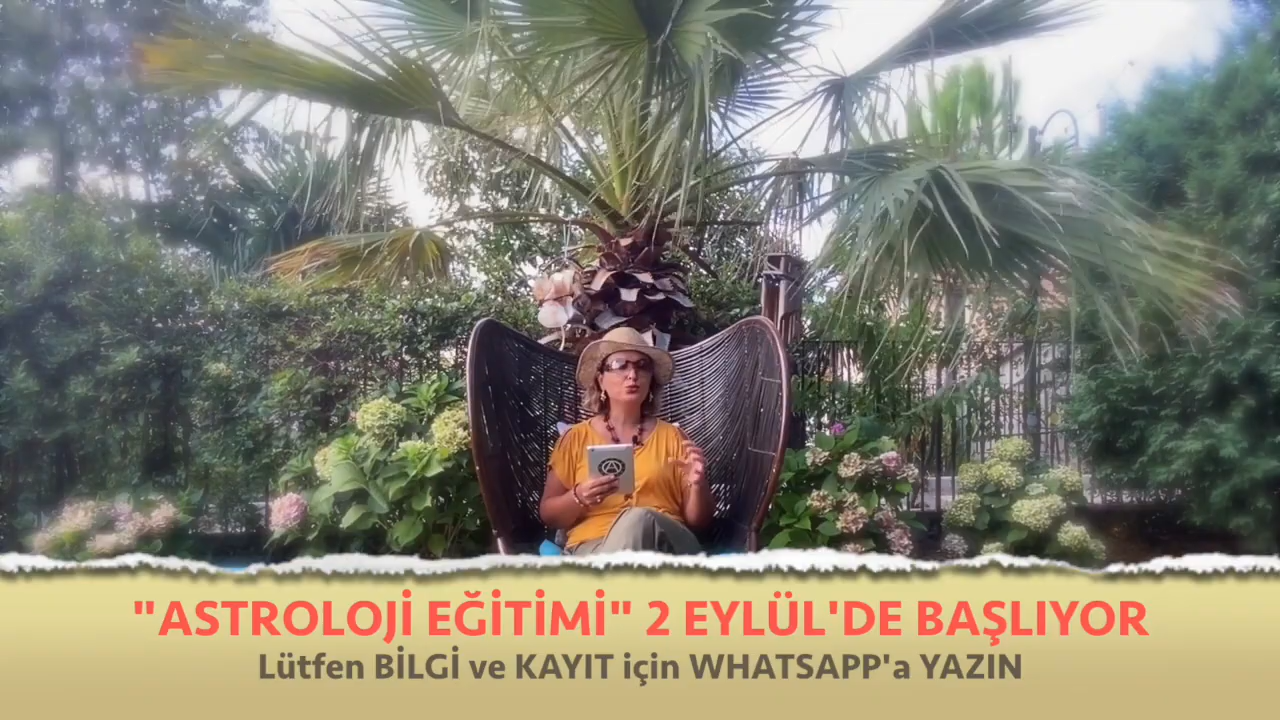 "ASTROLOJİ EĞİTİMİ" 2 EYLÜL'DE BAŞLIYOR
Lütfen BİLGİ ve KAYIT için WHATSAPP'a YAZIN